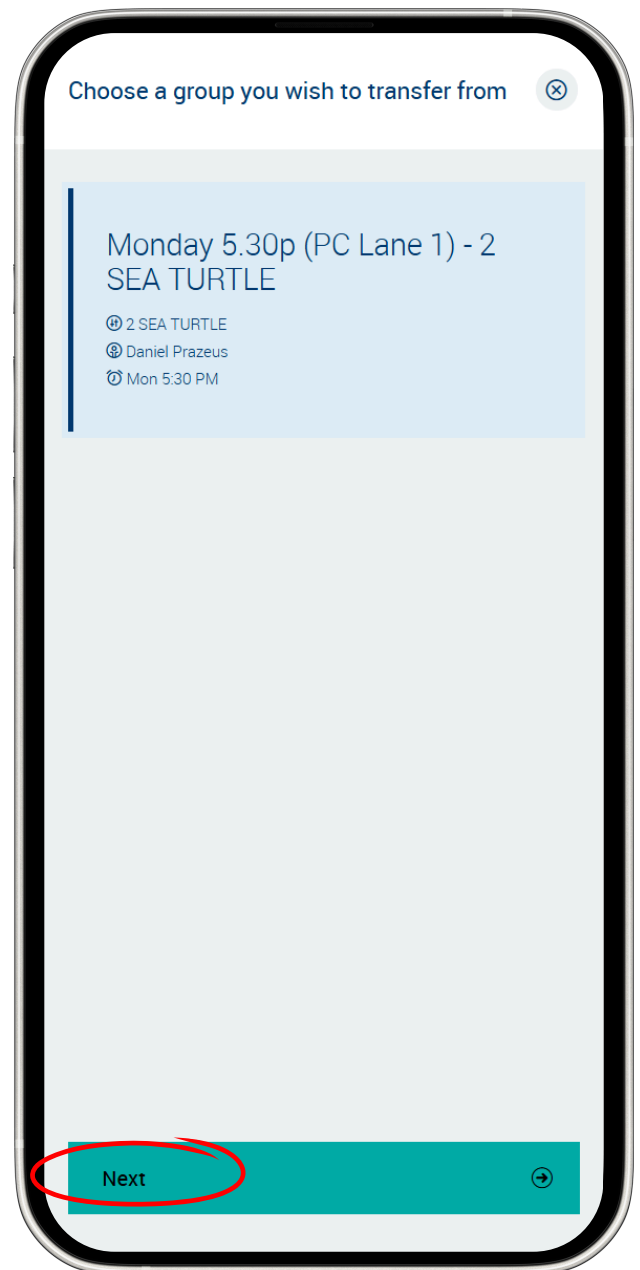 Choose a group you wish to transfer from
Monday 5.30p (PC Lane 1) - 2
SEA TURTLE
2 SEA TURTLE
Daniel Prazeus
Mon 5:30 PM
Next